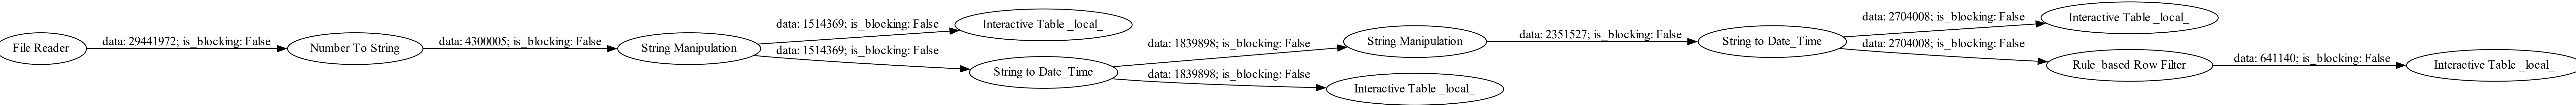 File Reader
data: 29441972; is_blocking: False
Number To String
data: 4300005; is_blocking: False
String Manipulation
data: 1514369; is_blocking: False
Interactive Table _local_
data: 1514369; is_blocking: False
String to Date_Time
data: 1839898; is_blocking: False
String Manipulation
data: 1839898; is_blocking: False
Interactive Table _local_
data: 2351527; is_blocking: False
String to Date_Time
data: 2704008; is_blocking: False
Interactive Table _local_
data: 2704008; is_blocking: False
Rule_based Row Filter
data: 641140; is_blocking: False
Interactive Table _local_